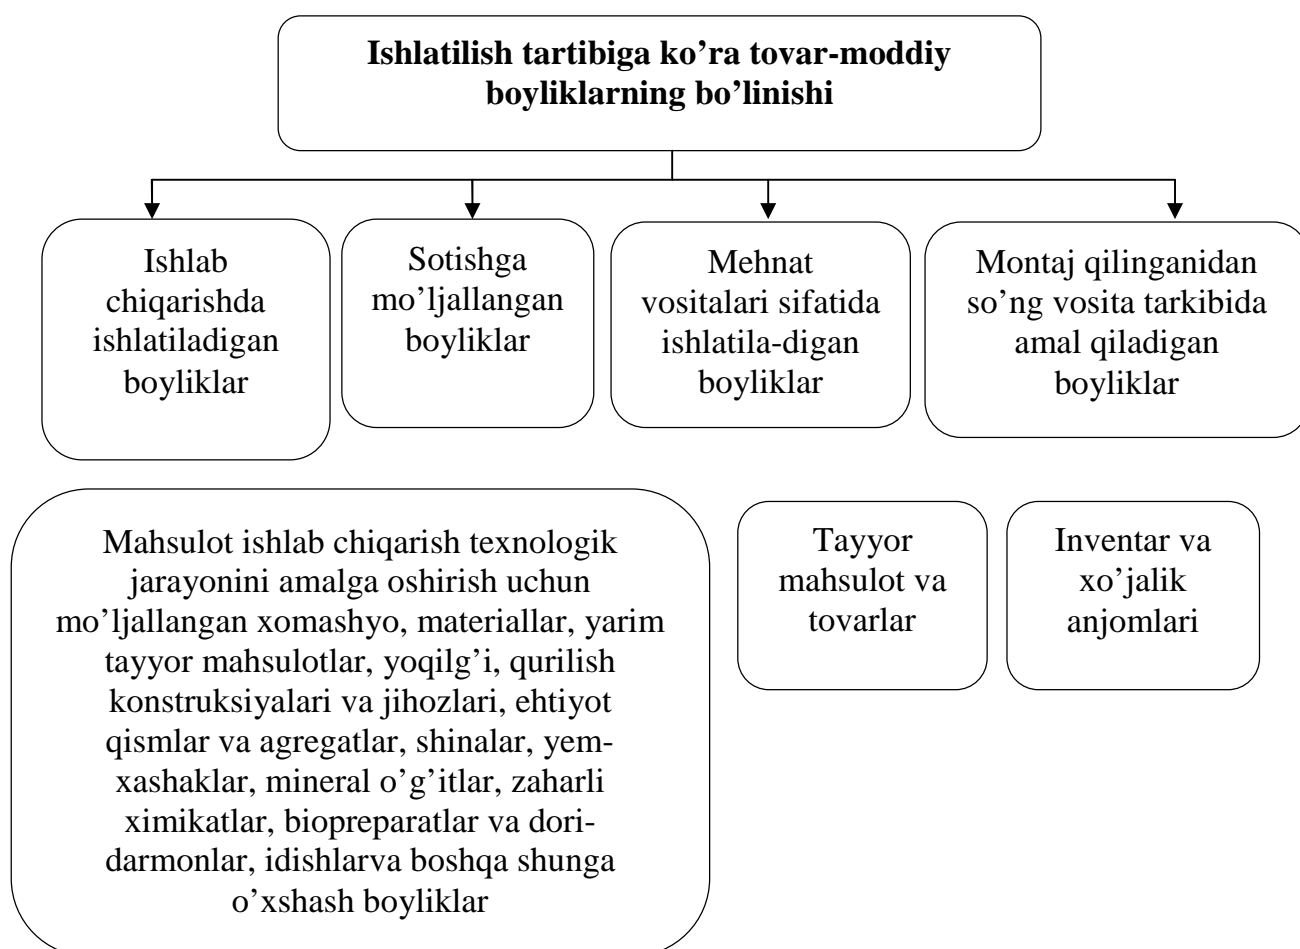 Ishlatilish tartibiga ko’ra tovar-moddiy
boyliklarning bo’linishi
Ishlab
chiqarishda
ishlatiladigan
boyliklar
Sotishga
mo’ljallangan
boyliklar
Mehnat
vositalari sifatida
ishlatila-digan
boyliklar
Montaj qilinganidan
so’ng vosita tarkibida
amal qiladigan
boyliklar
Mahsulot ishlab chiqarish texnologik
jarayonini amalga oshirish uchun
mo’ljallangan xomashyo, materiallar, yarim
tayyor mahsulotlar, yoqilg’i, qurilish
konstruksiyalari va jihozlari, ehtiyot
qismlar va agregatlar, shinalar, yem-
xashaklar, mineral o’g’itlar, zaharli
ximikatlar, biopreparatlar va dori-
darmonlar, idishlarva boshqa shunga
o’xshash boyliklar
Tayyor
mahsulot va
tovarlar
Inventar va
xo’jalik
anjomlari